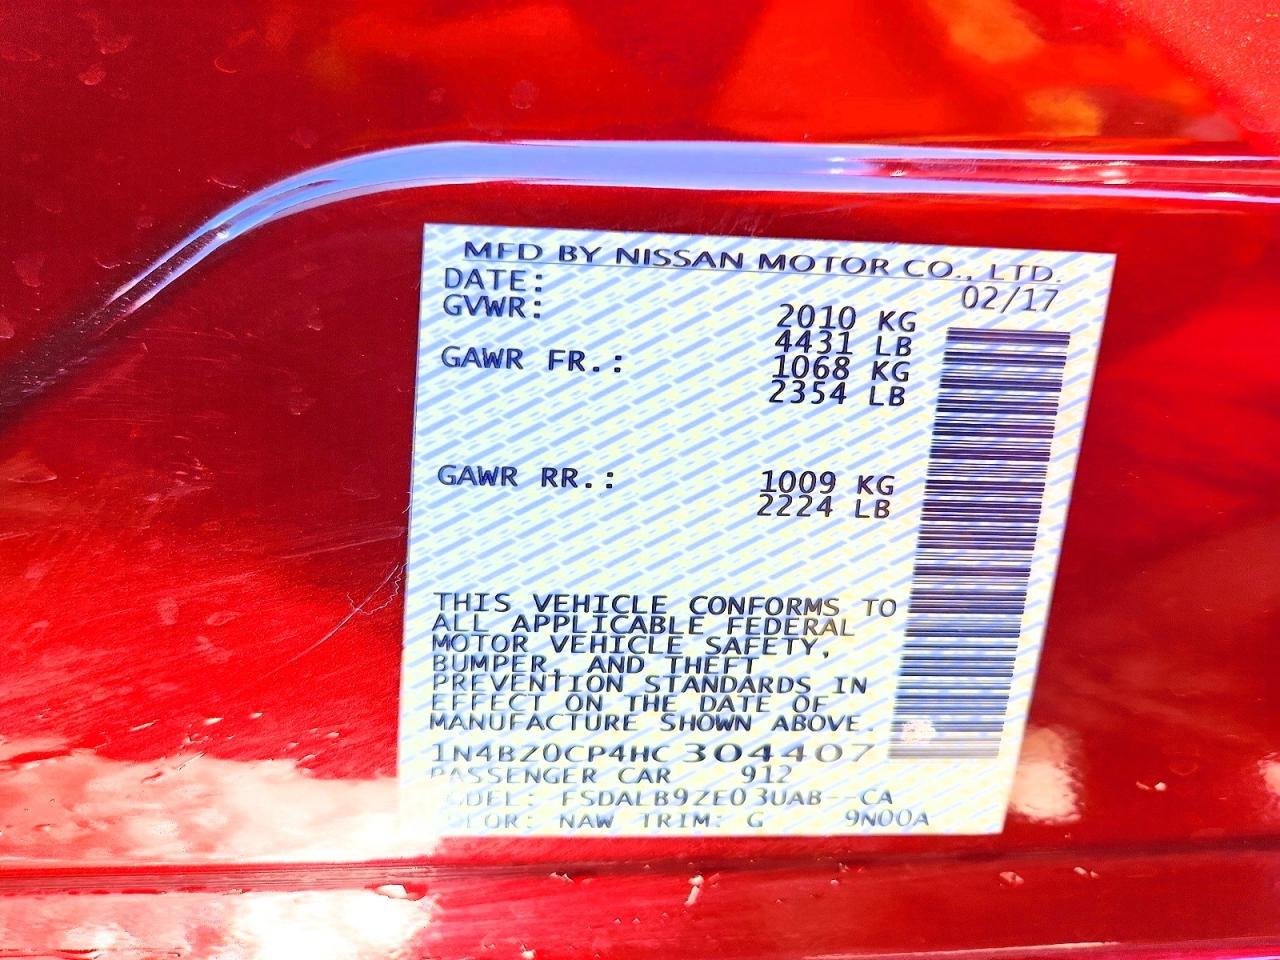 MFD BY NISSAN MOTOR CO., LTD.
DATE: 02/17
GVWR: 2010 KG
4431 LB
GAWR FR.: 1068 KG
2354 LB
GAWR RR.: 1009 KG
2224 LB
THIS VEHICLE CONFORMS TO
ALL APPLICABLE FEDERAL
MOTOR VEHICLE SAFETY,
BUMPER, AND THEFT
PREVENTION STANDARDS IN
EFFECT ON THE DATE OF
MANUFACTURE SHOWN ABOVE.
1N4BZ0CP4HC304407
PASSENGER CAR 912
MODEL: FSDALB9ZE03UAB--CA
COLOR: NAW TRIM: G 9N00A